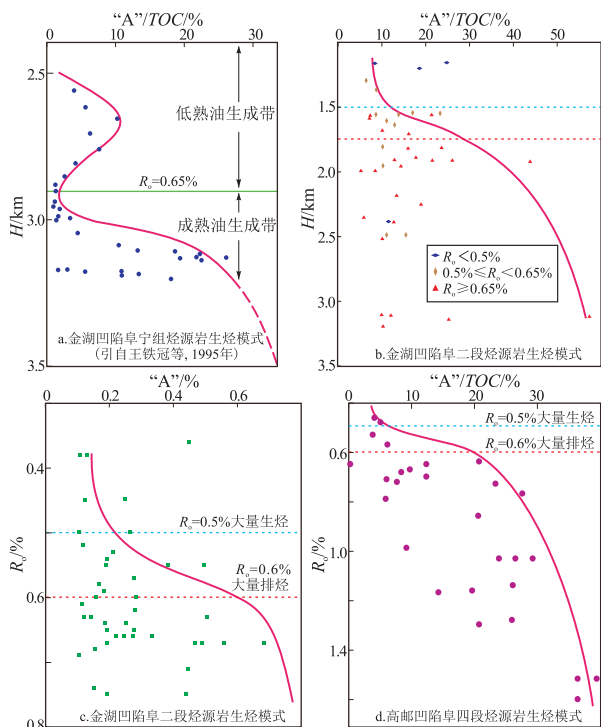 “A”/TOC/%
0 10 20 30
2.5
3.0
3.5
H/km
低熟油生成带
Rₒ=0.65%
成熟油生成带
a.金湖凹陷阜宁组烃源岩生烃模式
(引自王铁冠等, 1995年)
“A”/TOC/%
0 20 40 60
1.5
2.0
2.5
3.0
H/km
Rₒ＜0.5%
0.5%≤Rₒ＜0.65%
Rₒ≥0.65%
b.金湖凹陷阜二段烃源岩生烃模式
“A”/%
0 0.2 0.4 0.6
0.4
0.6
0.8
Rₒ/%
Rₒ=0.5%大量生烃
Rₒ=0.6%
大量排烃
c.金湖凹陷阜二段烃源岩生烃模式
“A”/TOC/%
0 10 20 30
0.6
1.0
1.4
Rₒ/%
Rₒ=0.5%大量生烃
Rₒ=0.6%大量排烃
d.高邮凹陷阜四段烃源岩生烃模式